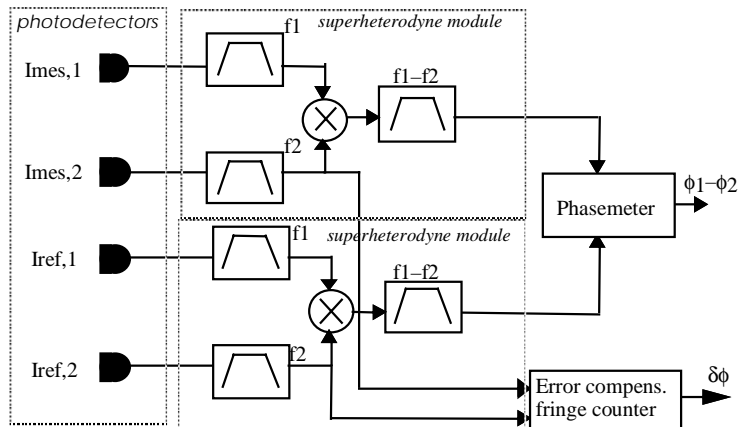 photodetectors
superheterodyne module
f1
Imes,1
f1–f2
Imes,2
f2
ϕ1–ϕ2
Phasemeter
superheterodyne module
f1
Iref,1
f1–f2
Iref,2
f2
Error compens.
fringe counter
δϕ